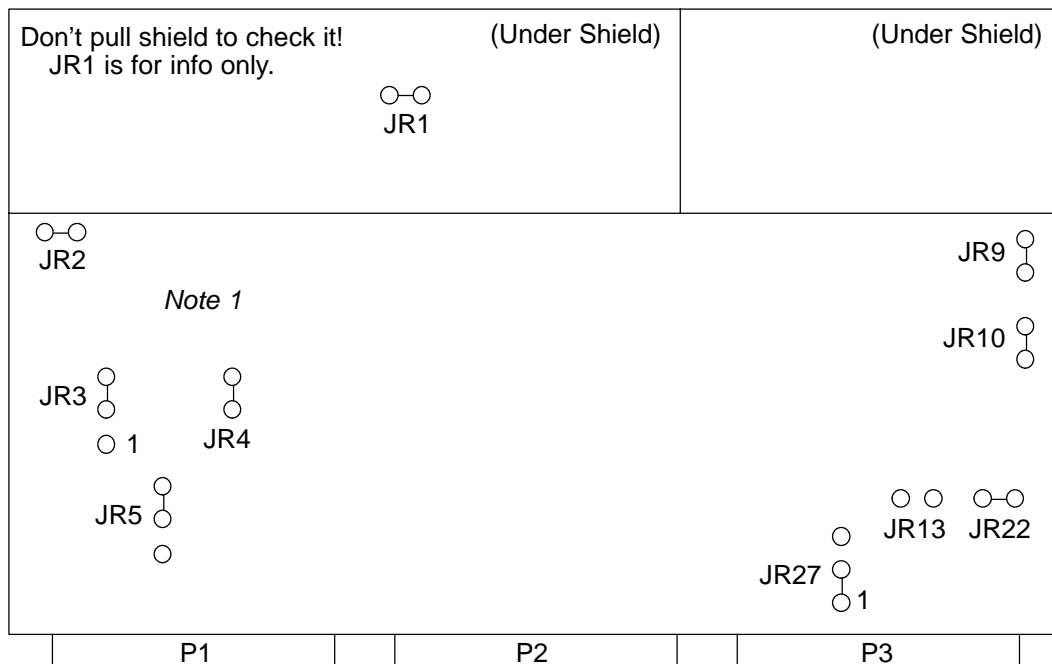 Don't pull shield to check it!
JR1 is for info only.
(Under Shield)
(Under Shield)
JR1
JR2
JR9
Note 1
JR10
JR3
JR4
1
JR5
JR13
JR22
JR27
1
P1
P2
P3